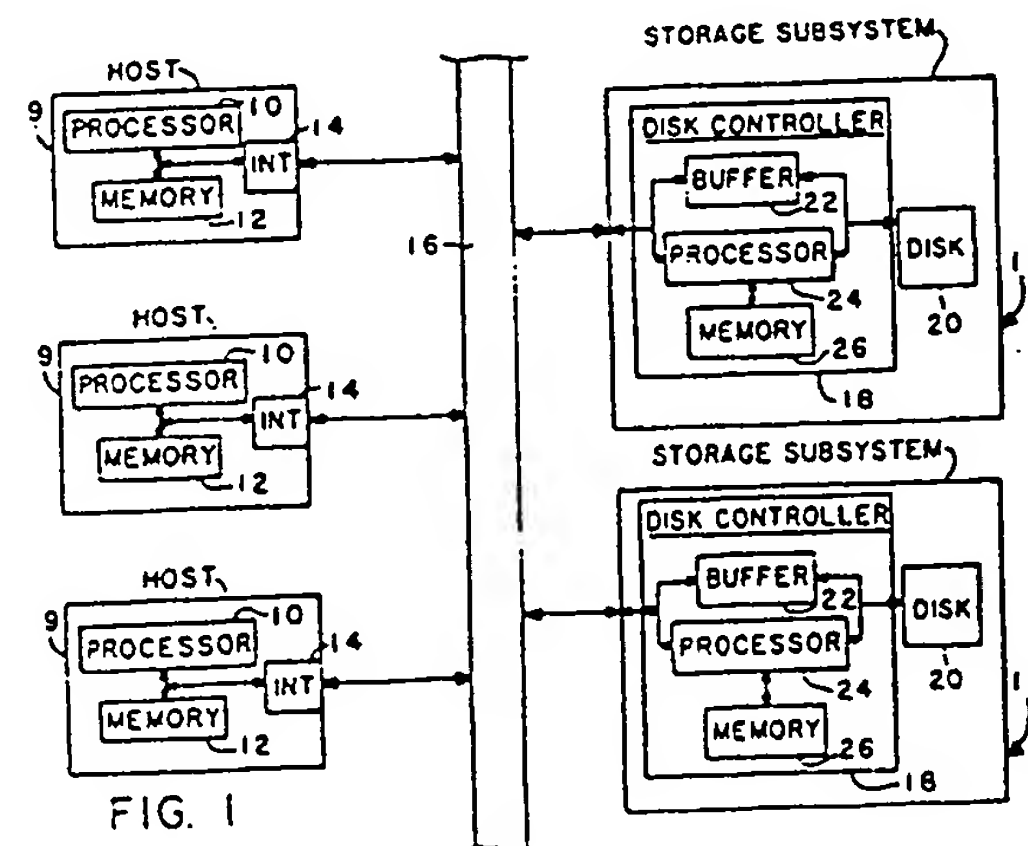 HOST
9
10
PROCESSOR
14
INT
MEMORY
12
HOST
9
10
PROCESSOR
14
INT
MEMORY
12
HOST
9
10
PROCESSOR
14
INT
MEMORY
12
FIG. 1
16
STORAGE SUBSYSTEM
DISK CONTROLLER
BUFFER
22
PROCESSOR
24
MEMORY
26
18
DISK
20
1
STORAGE SUBSYSTEM
DISK CONTROLLER
BUFFER
22
PROCESSOR
24
MEMORY
26
18
DISK
20
1